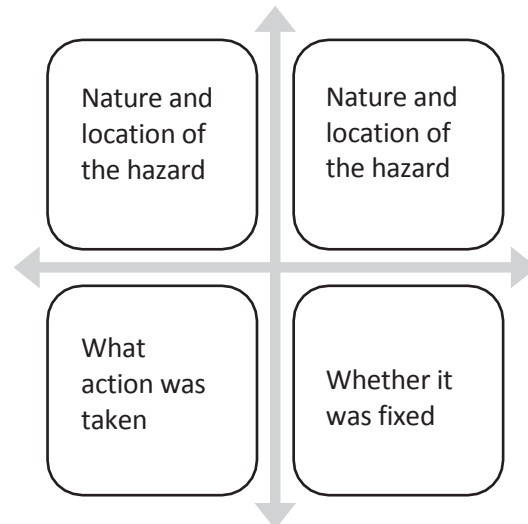 Nature and
location of
the hazard
Nature and
location of
the hazard
What
action was
taken
Whether it
was fixed